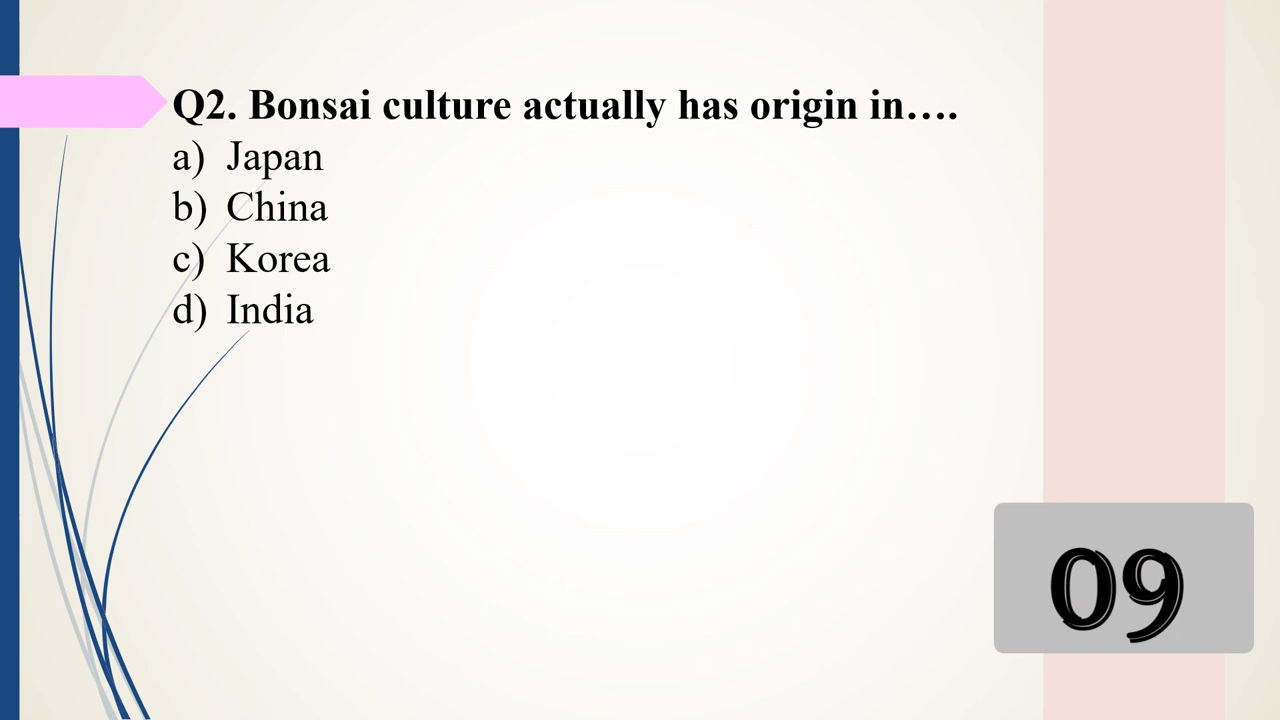 Q2. Bonsai culture actually has origin in….
a) Japan
b) China
c) Korea
d) India
09